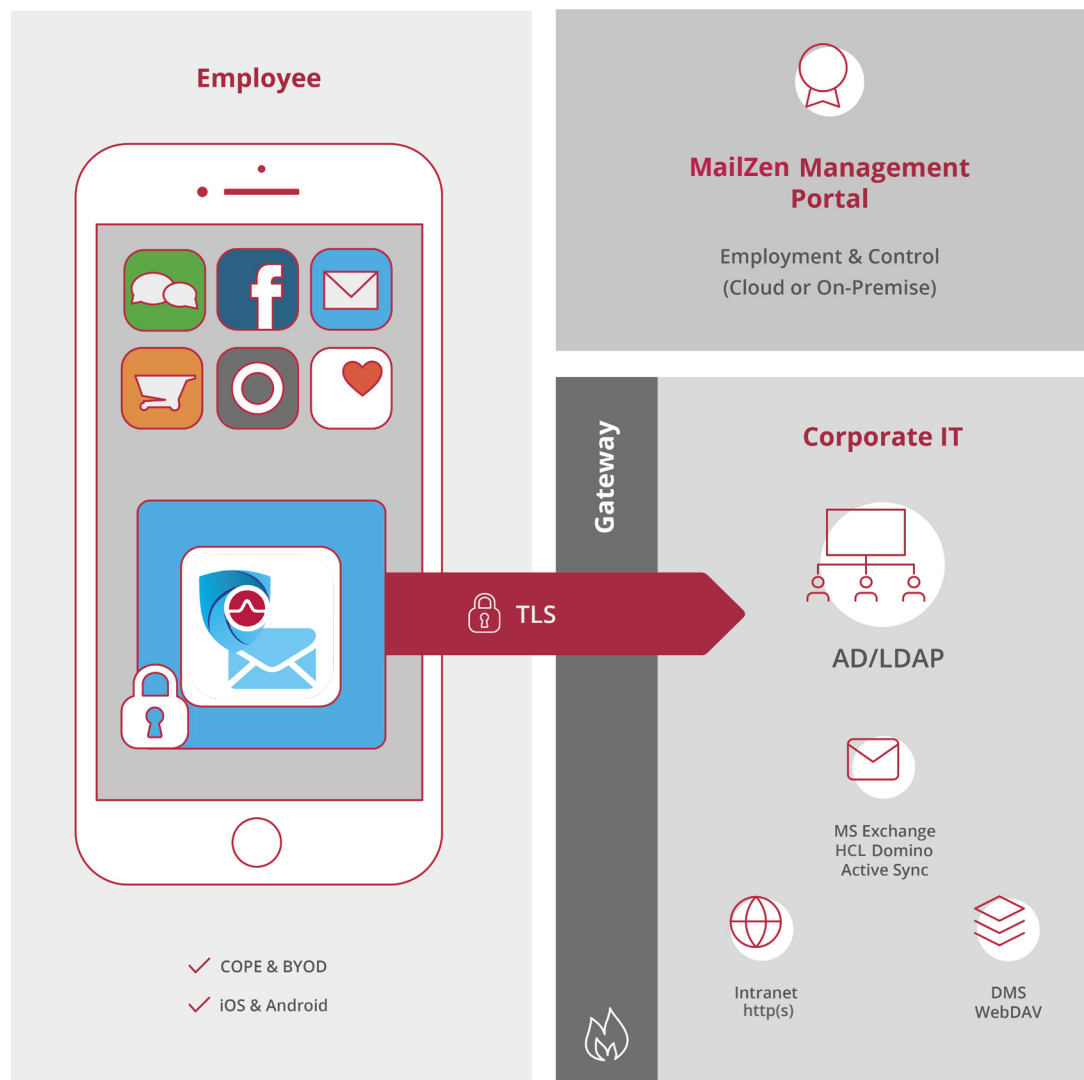 Employee
TLS
COPE & BYOD
iOS & Android
MailZen Management
Portal
Employment & Control
(Cloud or On-Premise)
Gateway
Corporate IT
AD/LDAP
MS Exchange
HCL Domino
Active Sync
Intranet
http(s)
DMS
WebDAV